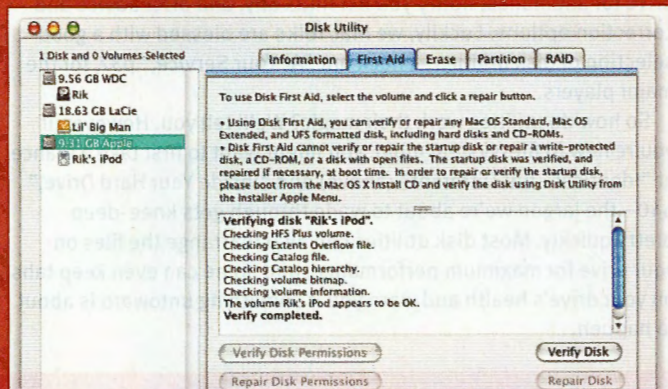 Disk Utility
1 Disk and 0 Volumes Selected
9.56 GB WDC
Rik
18.63 GB LaCie
Lil' Big Man
9.31 GB Apple
Rik's iPod
Information First Aid Erase Partition RAID
To use Disk First Aid, select the volume and click a repair button.
• Using Disk First Aid, you can verify or repair any Mac OS Standard, Mac OS
Extended, and UFS formatted disk, including hard disks and CD-ROMs.
• Disk First Aid cannot verify or repair the startup disk or repair a write-protected
disk, a CD-ROM, or a disk with open files. The startup disk was verified, and
repaired if necessary, at boot time. In order to repair or verify the startup disk,
please boot from the Mac OS X Install CD and verify the disk using Disk Utility from
the Installer Apple Menu.
Verifying disk "Rik's iPod".
Checking HFS Plus volume.
Checking Extents Overflow file.
Checking Catalog file.
Checking Catalog hierarchy.
Checking volume bitmap.
Checking volume information.
The volume Rik's iPod appears to be OK.
Verify completed.
Verify Disk Permissions Verify Disk
Repair Disk Permissions Repair Disk